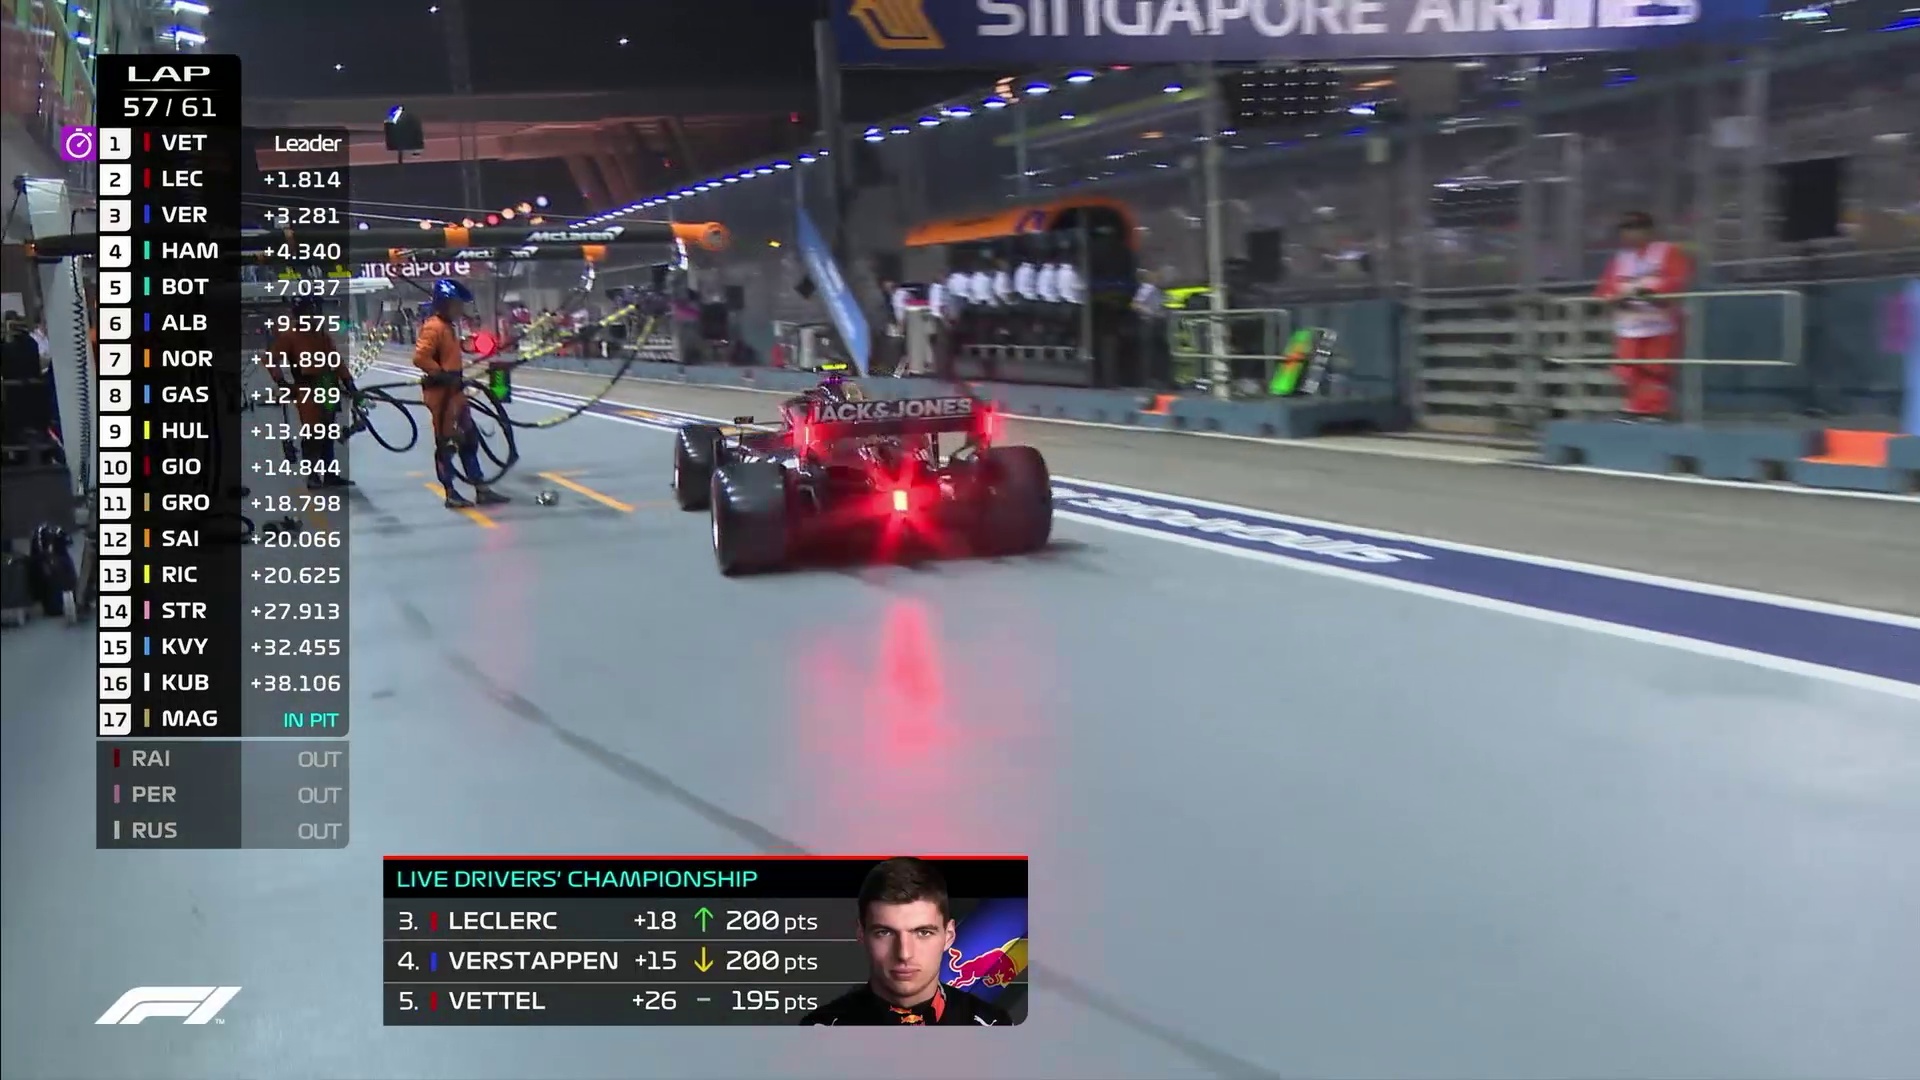 SINGAPORE AIRLINES
LAP
57 / 61
1 VET Leader
2 LEC +1.814
3 VER +3.281
4 HAM +4.340
5 BOT +7.037
6 ALB +9.575
7 NOR +11.890
8 GAS +12.789
9 HUL +13.498
10 GIO +14.844
11 GRO +18.798
12 SAI +20.066
13 RIC +20.625
14 STR +27.913
15 KVY +32.455
16 KUB +38.106
17 MAG IN PIT
RAI OUT
PER OUT
RUS OUT
McLaren
McLaren
singapore
JACK&JONES
LIVE DRIVERS' CHAMPIONSHIP
3. LECLERC +18 ↑ 200 pts
4. VERSTAPPEN +15 ↓ 200 pts
5. VETTEL +26 – 195 pts
F1
TM